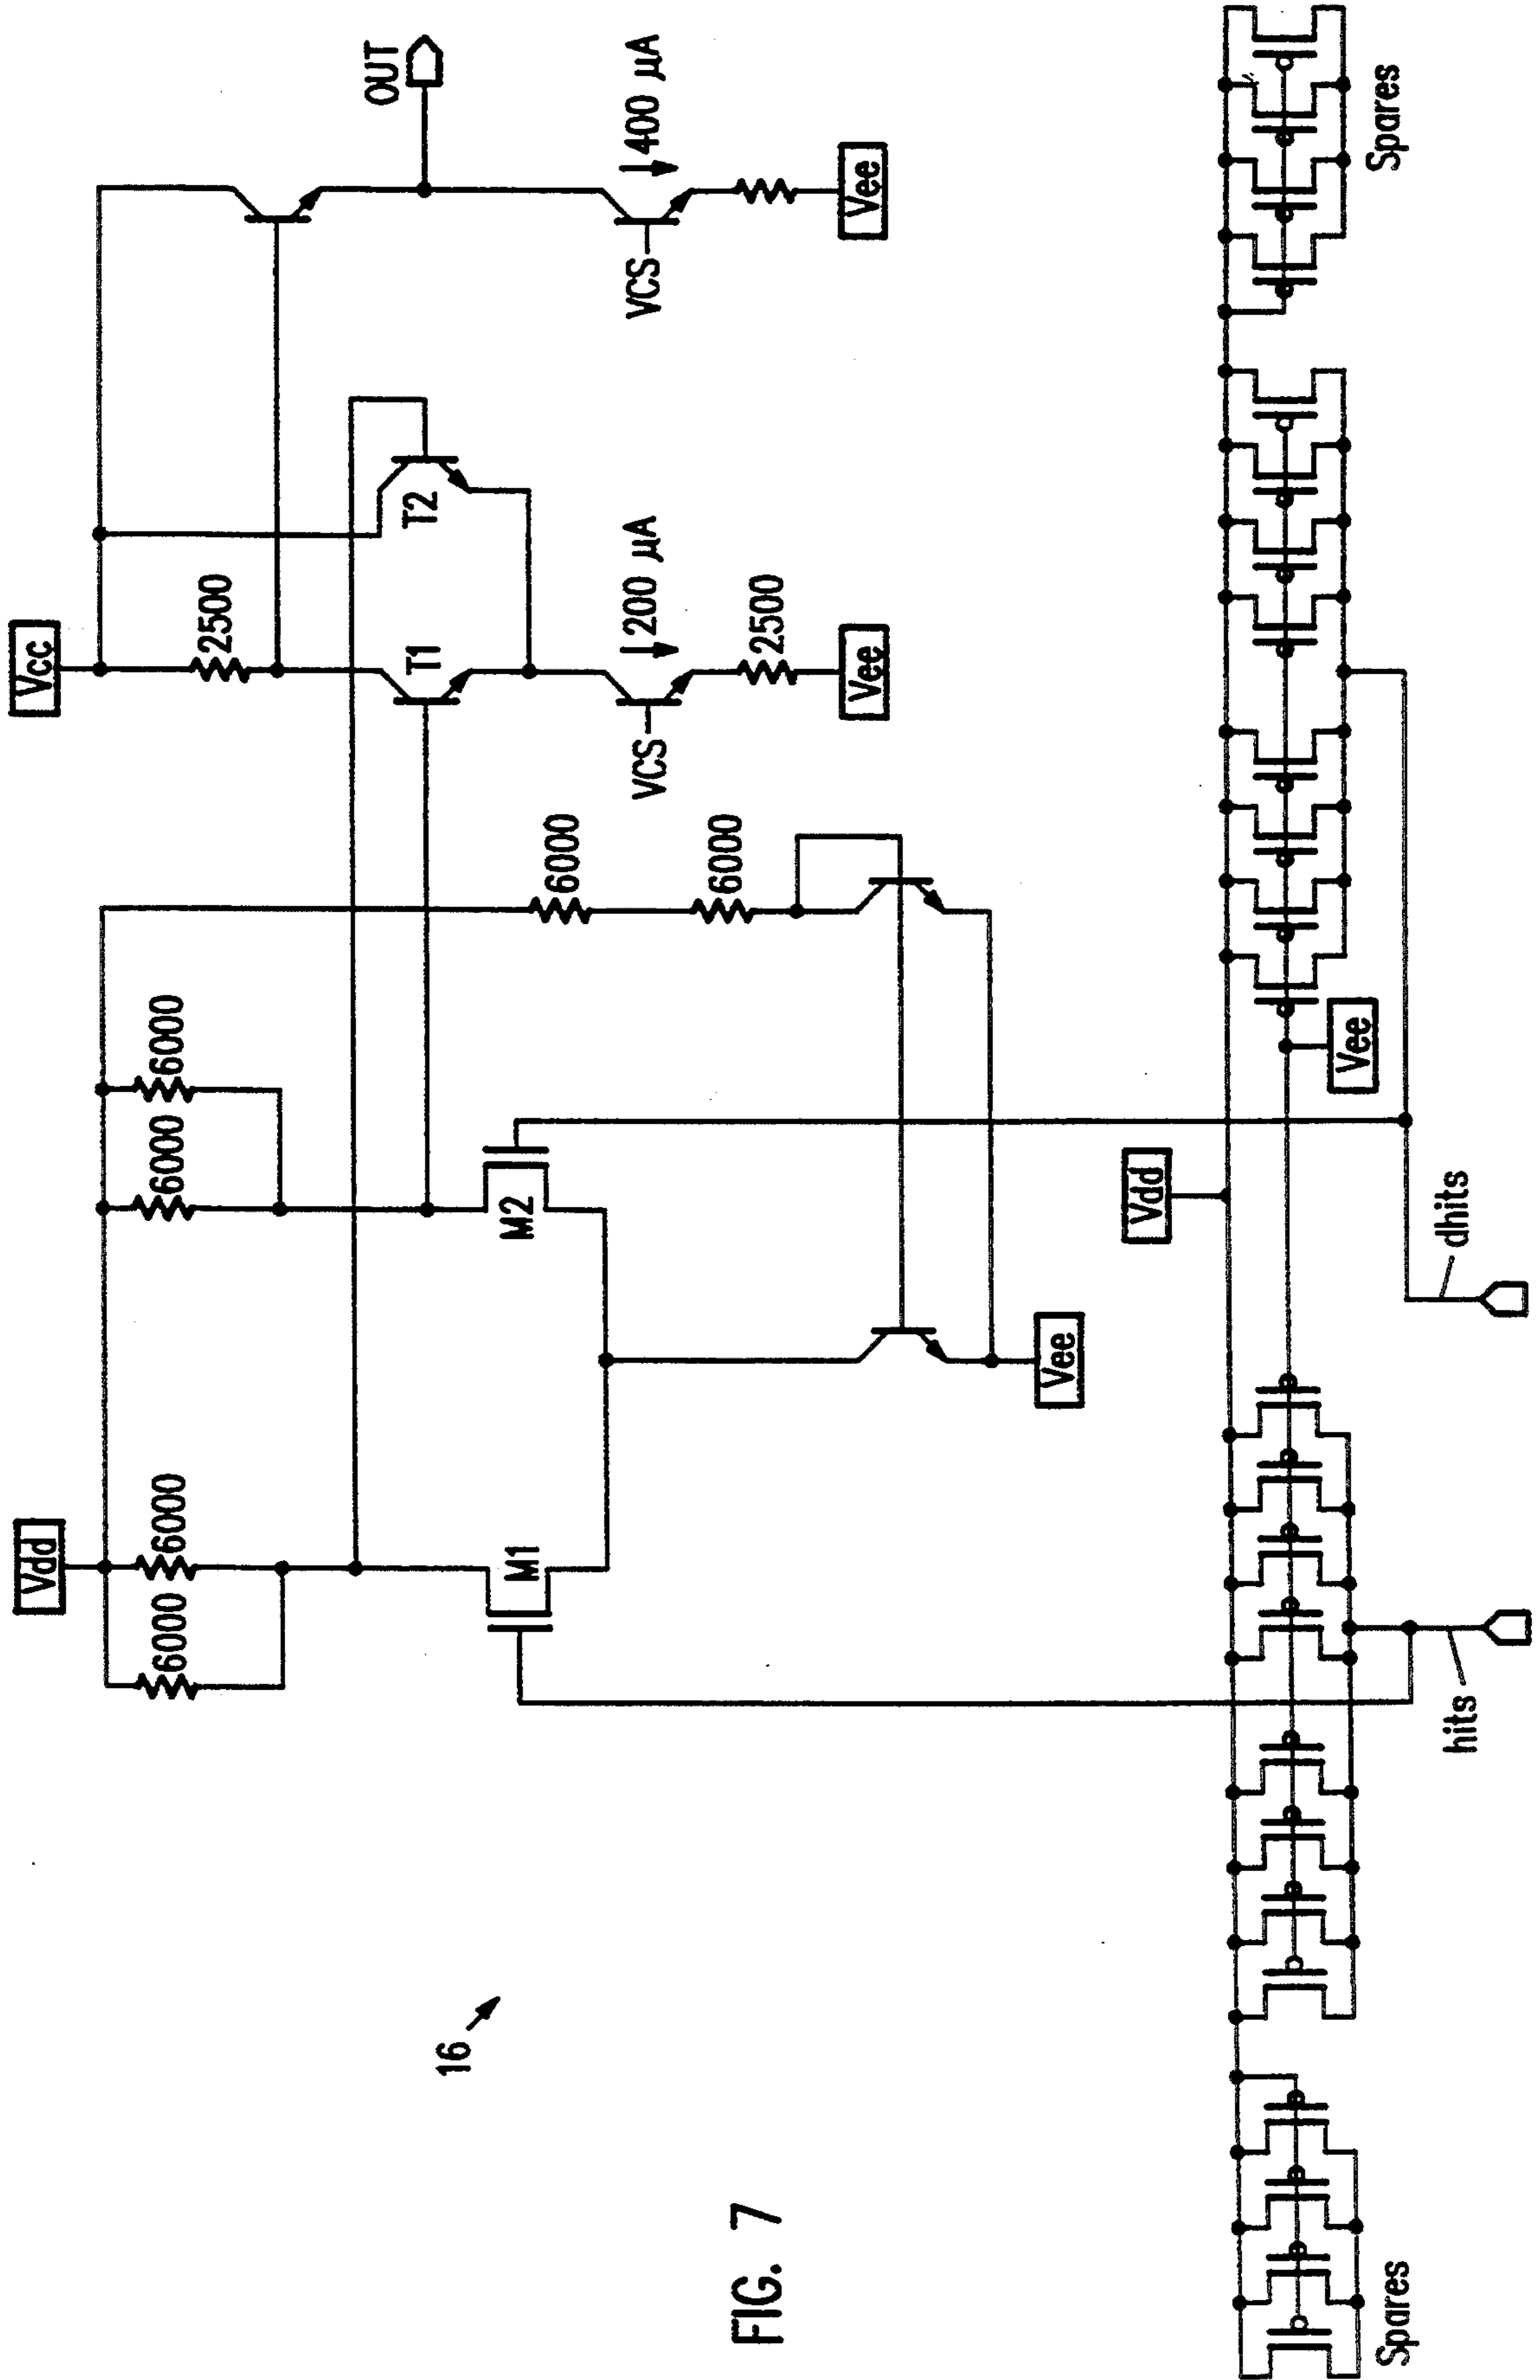 FIG. 7
16
Vdd
6000
6000
6000
6000
6000
6000
M1
M2
Vee
Vcc
2500
T1
T2
VCS
200 µA
2500
Vee
OUT
VCS
400 µA
Vee
Vdd
Vee
Spares
hits
dhits
Spares